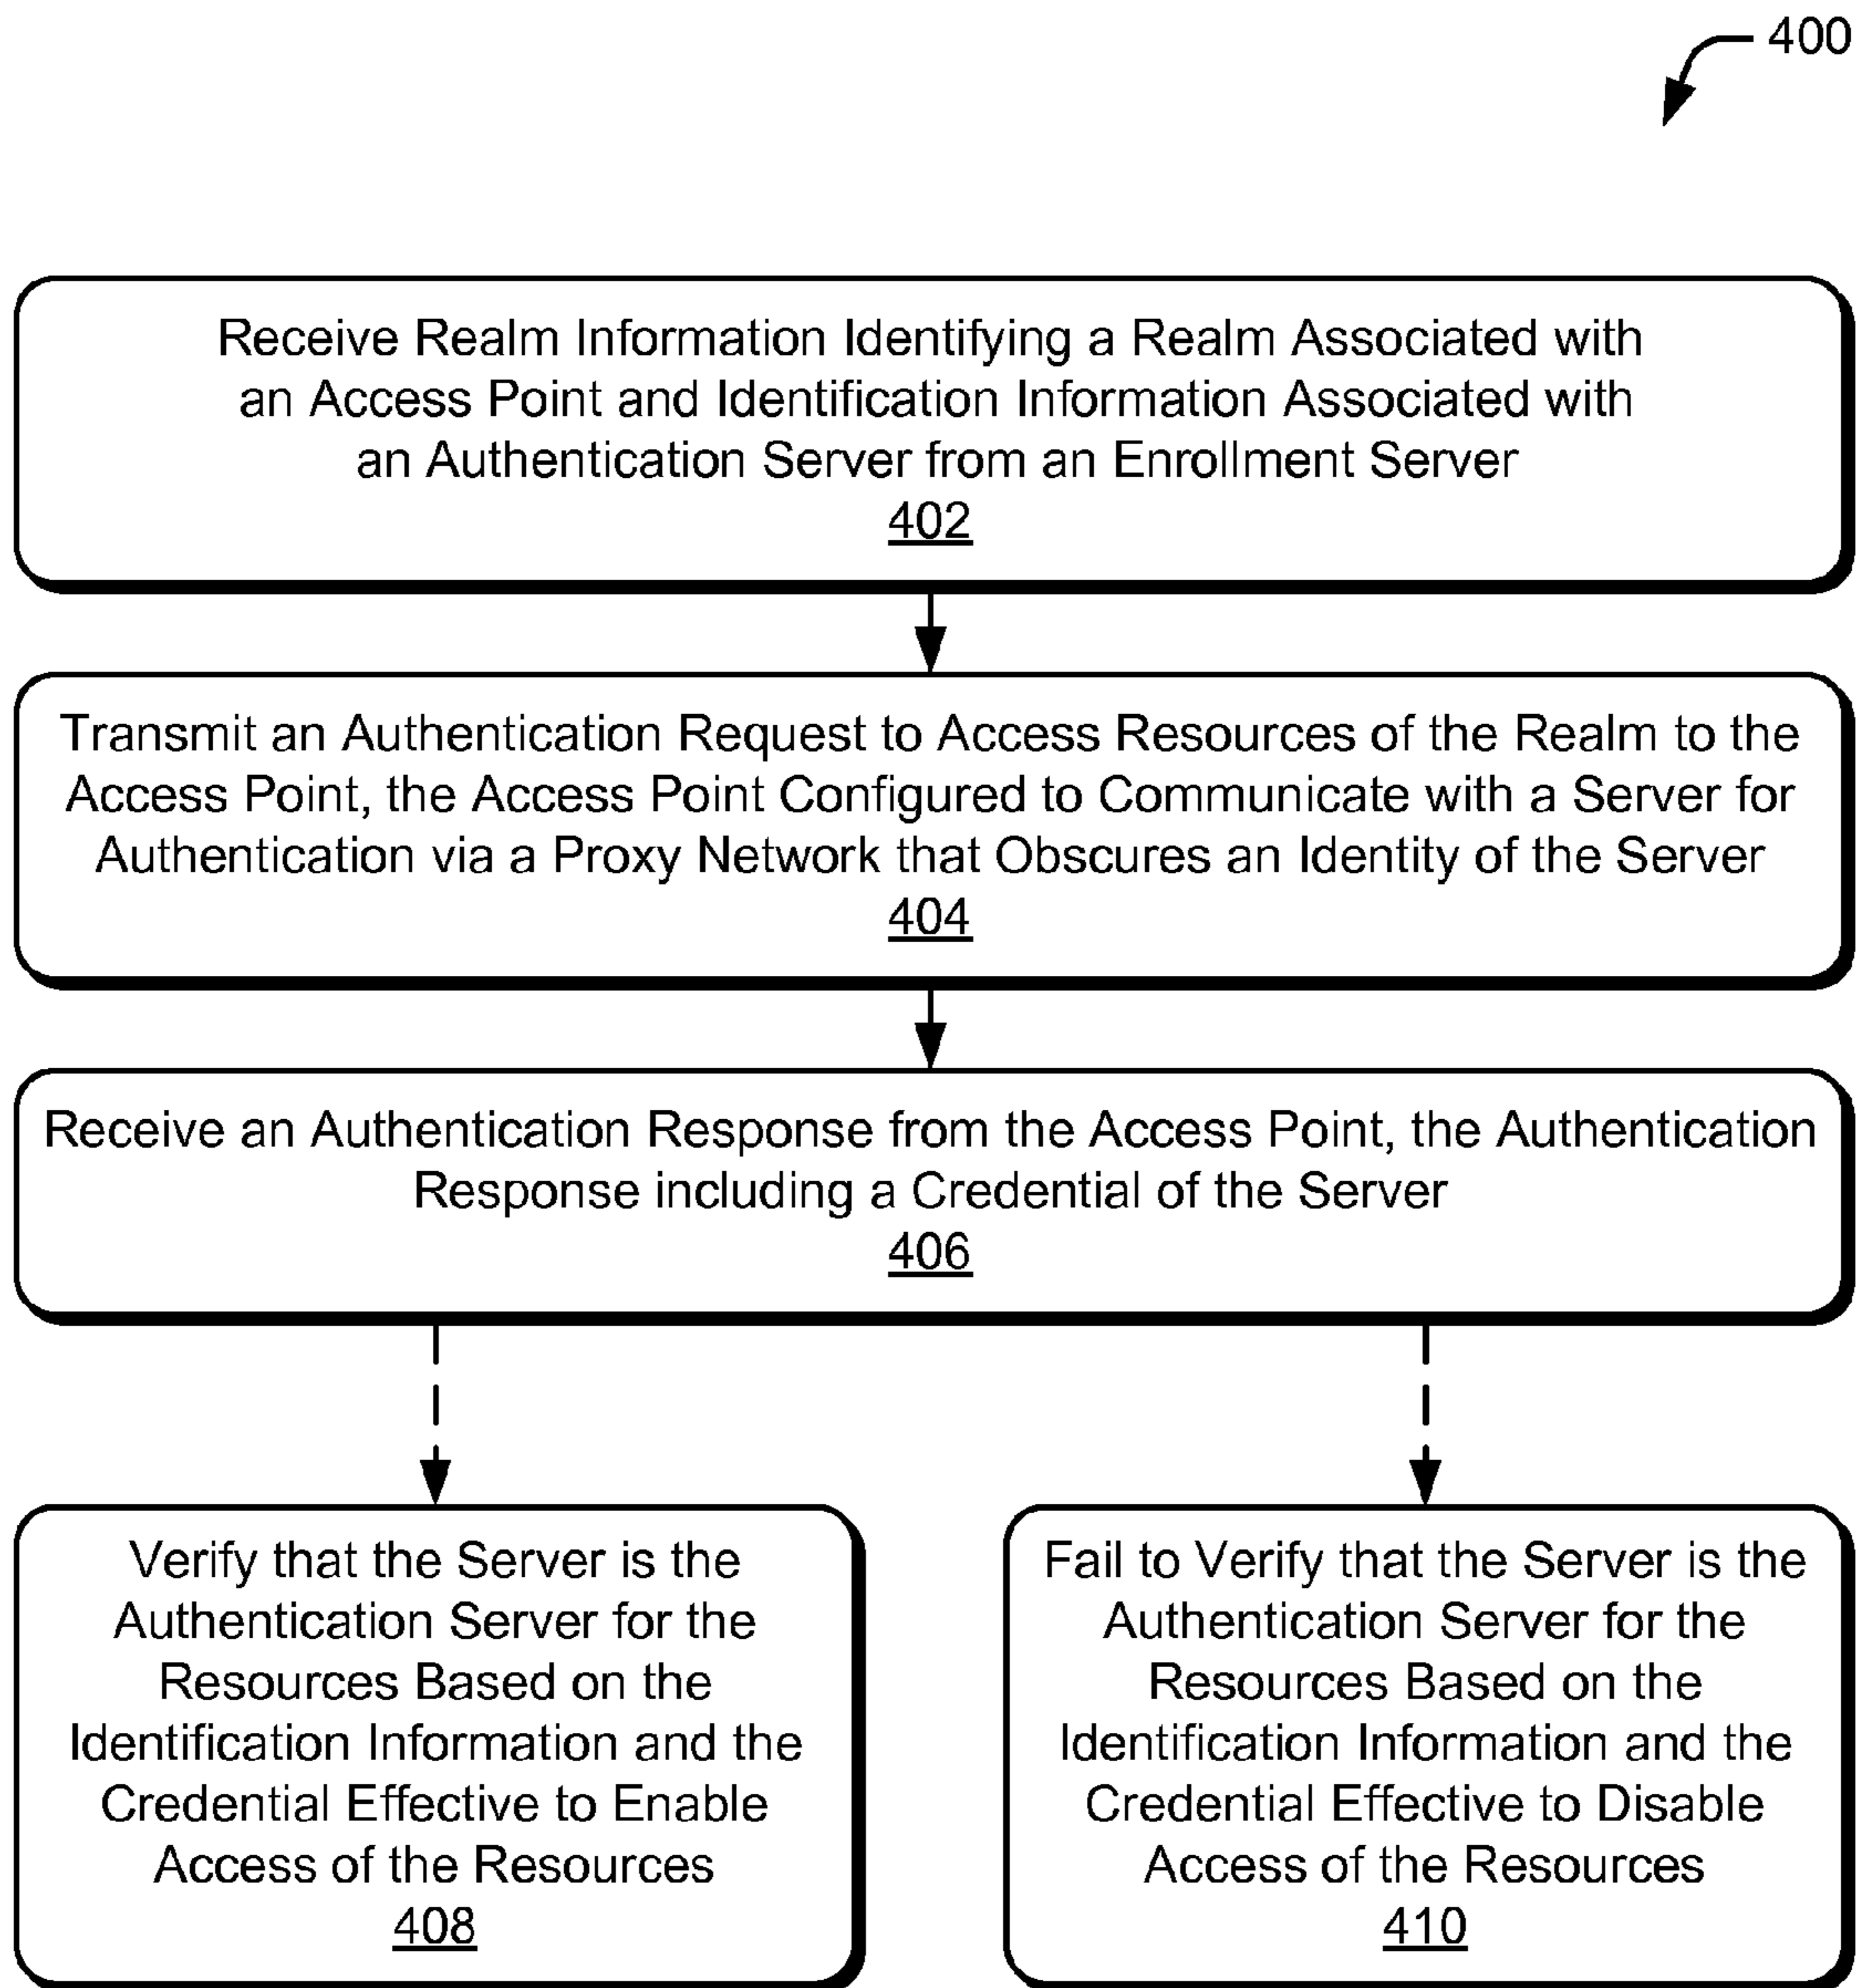 400
Receive Realm Information Identifying a Realm Associated with
an Access Point and Identification Information Associated with
an Authentication Server from an Enrollment Server
402
Transmit an Authentication Request to Access Resources of the Realm to the
Access Point, the Access Point Configured to Communicate with a Server for
Authentication via a Proxy Network that Obscures an Identity of the Server
404
Receive an Authentication Response from the Access Point, the Authentication
Response including a Credential of the Server
406
Verify that the Server is the
Authentication Server for the
Resources Based on the
Identification Information and the
Credential Effective to Enable
Access of the Resources
408
Fail to Verify that the Server is the
Authentication Server for the
Resources Based on the
Identification Information and the
Credential Effective to Disable
Access of the Resources
410